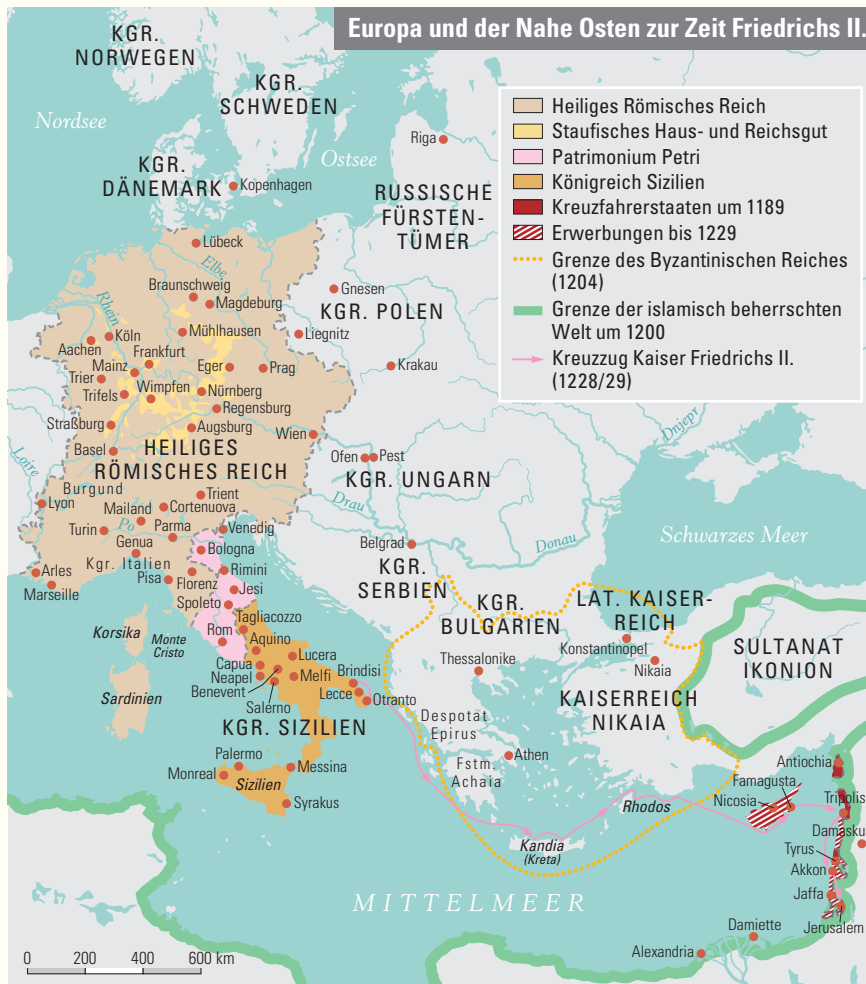 Europa und der Nahe Osten zur Zeit Friedrichs II.
Heiliges Römisches Reich
Staufisches Haus- und Reichsgut
Patrimonium Petri
Königreich Sizilien
Kreuzfahrerstaaten um 1189
Erwerbungen bis 1229
Grenze des Byzantinischen Reiches
(1204)
Grenze der islamisch beherrschten
Welt um 1200
Kreuzzug Kaiser Friedrichs II.
(1228/29)
KGR.
NORWEGEN
KGR.
SCHWEDEN
Nordsee
Ostsee
Riga
KGR.
DÄNEMARK
Kopenhagen
RUSSISCHE
FÜRSTEN-
TÜMER
Lübeck
Elbe
Braunschweig
Magdeburg
Gnesen
KGR. POLEN
Rhein
Köln
Mühlhausen
Liegnitz
Aachen
Frankfurt
Mainz
Eger
Prag
Krakau
Trier
Wimpfen
Trifels
Nürnberg
Regensburg
Straßburg
Augsburg
Wien
Basel
HEILIGES
RÖMISCHES REICH
Ofen
Pest
KGR. UNGARN
Dnjepr
Loire
Burgund
Lyon
Trient
Mailand
Cortenuova
Drau
Turin
Po
Parma
Venedig
Genua
Bologna
Kgr. Italien
Belgrad
Donau
Schwarzes Meer
Arles
Marseille
Pisa
Florenz
Rimini
Jesi
KGR.
SERBIEN
Spoleto
Tagliacozzo
KGR.
BULGARIEN
LAT. KAISER-
REICH
SULTANAT
IKONION
Korsika
Monte
Cristo
Rom
Aquino
Konstantinopel
Lucera
Thessalonike
Nikaia
Capua
Neapel
Melfi
Brindisi
Sardinien
Benevent
Lecce
Otranto
Salerno
KAISERREICH
NIKAIA
KGR. SIZILIEN
Despotat
Epirus
Palermo
Messina
Athen
Monreal
Sizilien
Fstm.
Achaia
Antiochia
Syrakus
Famagusta
Nicosia
Rhodos
Tripolis
Damasku
Kandia
(Kreta)
Tyrus
Akkon
Jaffa
MITTELMEER
Jerusalem
Damiette
Alexandria
0 200 400 600 km